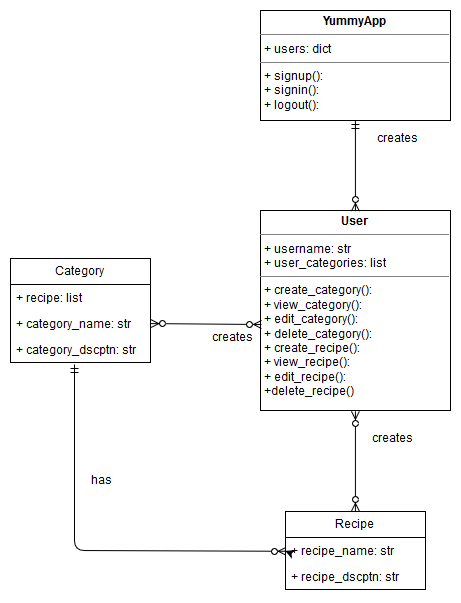 YummyApp
+ users: dict
+ signup():
+ signin():
+ logout():
creates
User
+ username: str
+ user_categories: list
+ create_category():
+ view_category():
+ edit_category():
+ delete_category():
+ create_recipe():
+ view_recipe():
+ edit_recipe():
+delete_recipe()
Category
+ recipe: list
+ category_name: str
+ category_dscptn: str
creates
creates
has
Recipe
+ recipe_name: str
+ recipe_dscptn: str